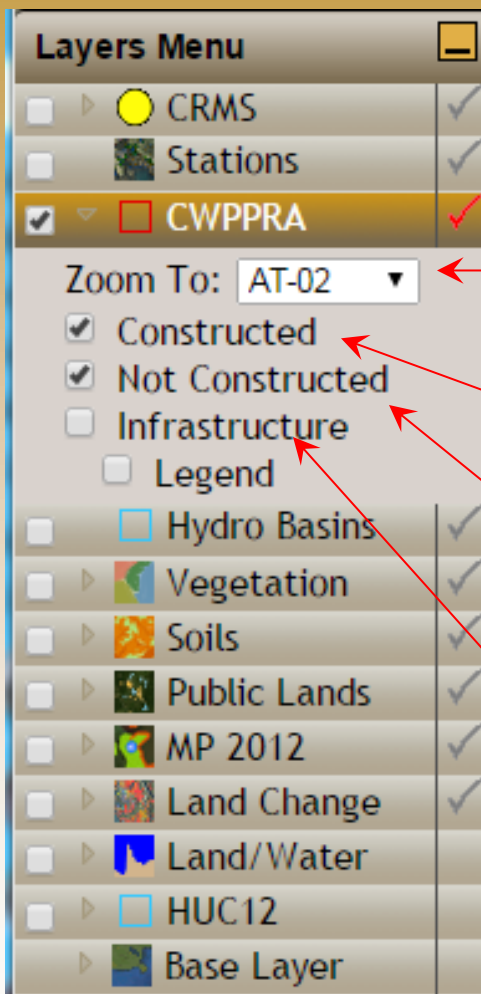 Layers Menu
CRMS
Stations
CWPPRA
Zoom To: AT-02
Constructed
Not Constructed
Infrastructure
Legend
Hydro Basins
Vegetation
Soils
Public Lands
MP 2012
Land Change
Land/Water
HUC12
Base Layer